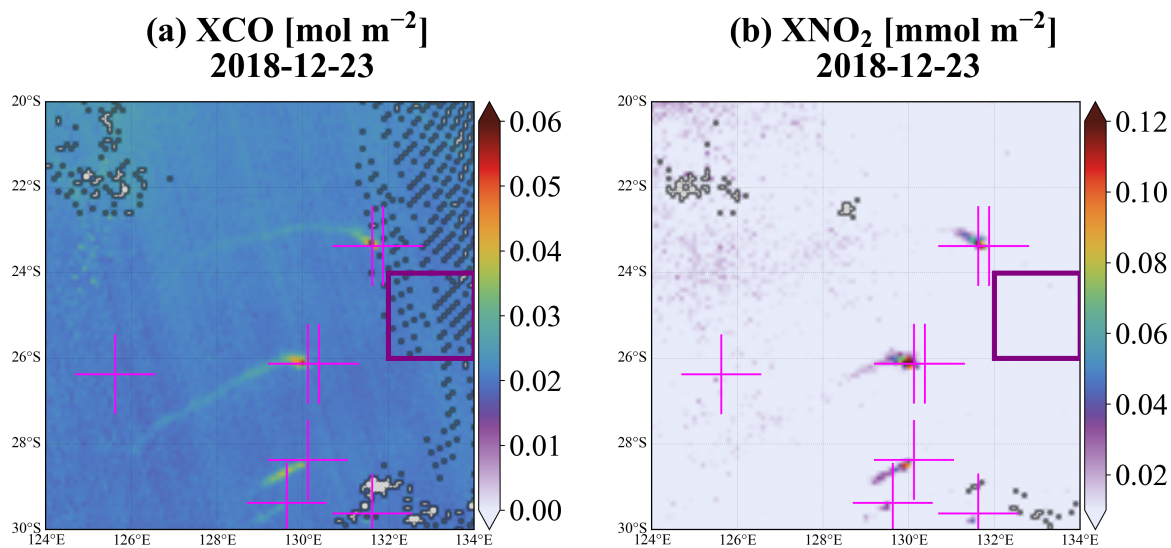 (a) XCO [mol m⁻²]
2018-12-23
20°S
22°S
24°S
26°S
28°S
30°S
124°E 126°E 128°E 130°E 132°E 134°E
0.06
0.05
0.04
0.03
0.02
0.01
0.00
(b) XNO₂ [mmol m⁻²]
2018-12-23
20°S
22°S
24°S
26°S
28°S
30°S
124°E 126°E 128°E 130°E 132°E 134°E
0.12
0.10
0.08
0.06
0.04
0.02